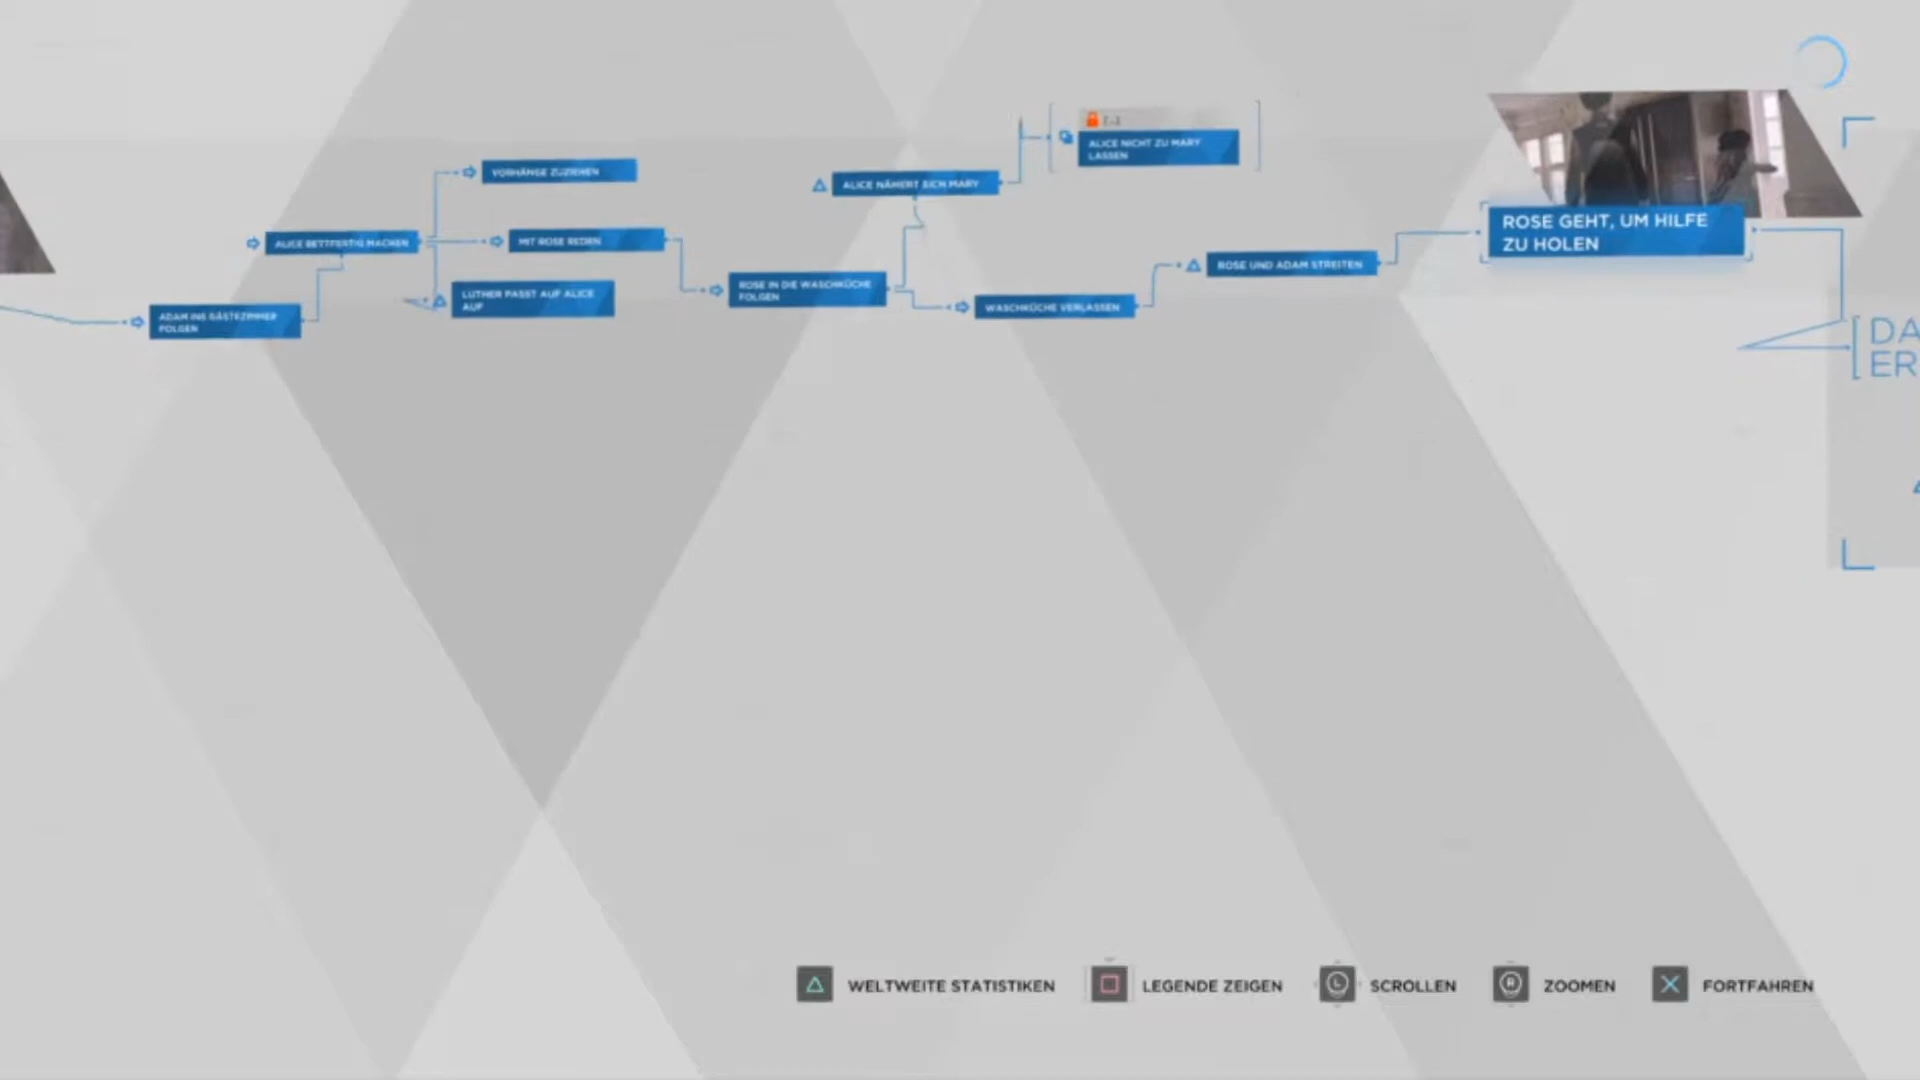 [...]
ALICE NICHT ZU MARY
LASSEN
VORHÄNGE ZUZIEHEN
ALICE NÄHERT SICH MARY
ROSE GEHT, UM HILFE
ZU HOLEN
ALICE BETTFERTIG MACHEN
MIT ROSE REDEN
ROSE UND ADAM STREITEN
LUTHER PASST AUF ALICE
AUF
ROSE IN DIE WASCHKÜCHE
FOLGEN
WASCHKÜCHE VERLASSEN
ADAM INS GÄSTEZIMMER
FOLGEN
DA
ER
WELTWEITE STATISTIKEN
LEGENDE ZEIGEN
L
SCROLLEN
R
ZOOMEN
FORTFAHREN